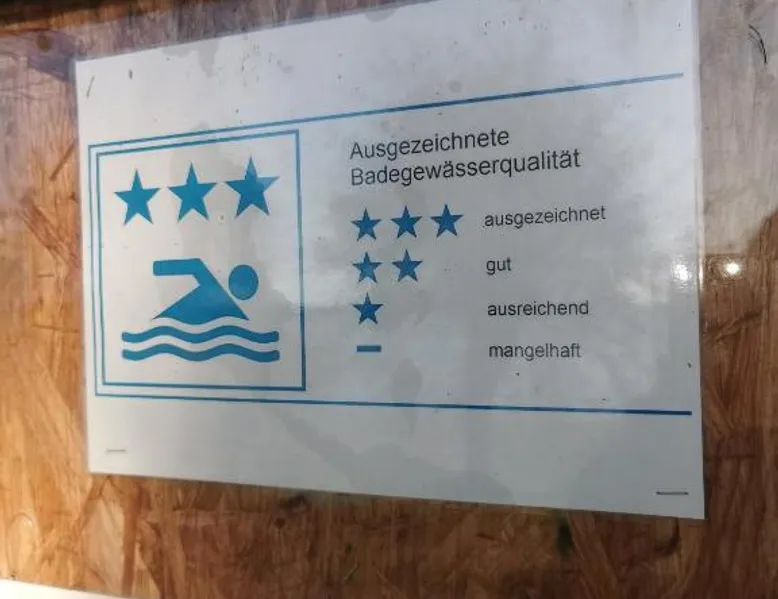 Ausgezeichnete
Badegewässerqualität
ausgezeichnet
gut
ausreichend
mangelhaft